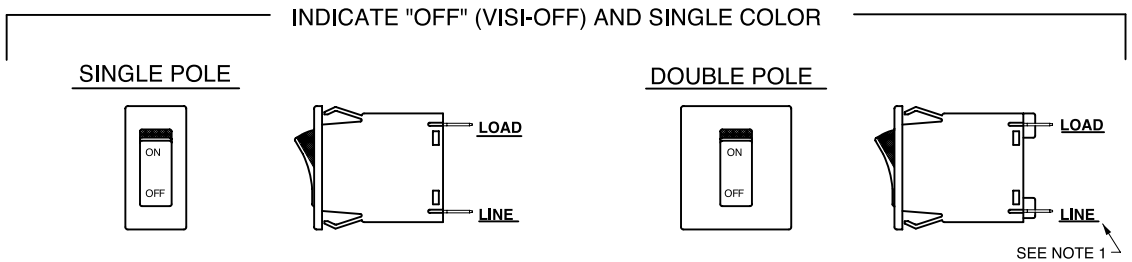 INDICATE "OFF" (VISI-OFF) AND SINGLE COLOR
SINGLE POLE
ON
OFF
LOAD
LINE
DOUBLE POLE
ON
OFF
LOAD
LINE
SEE NOTE 1